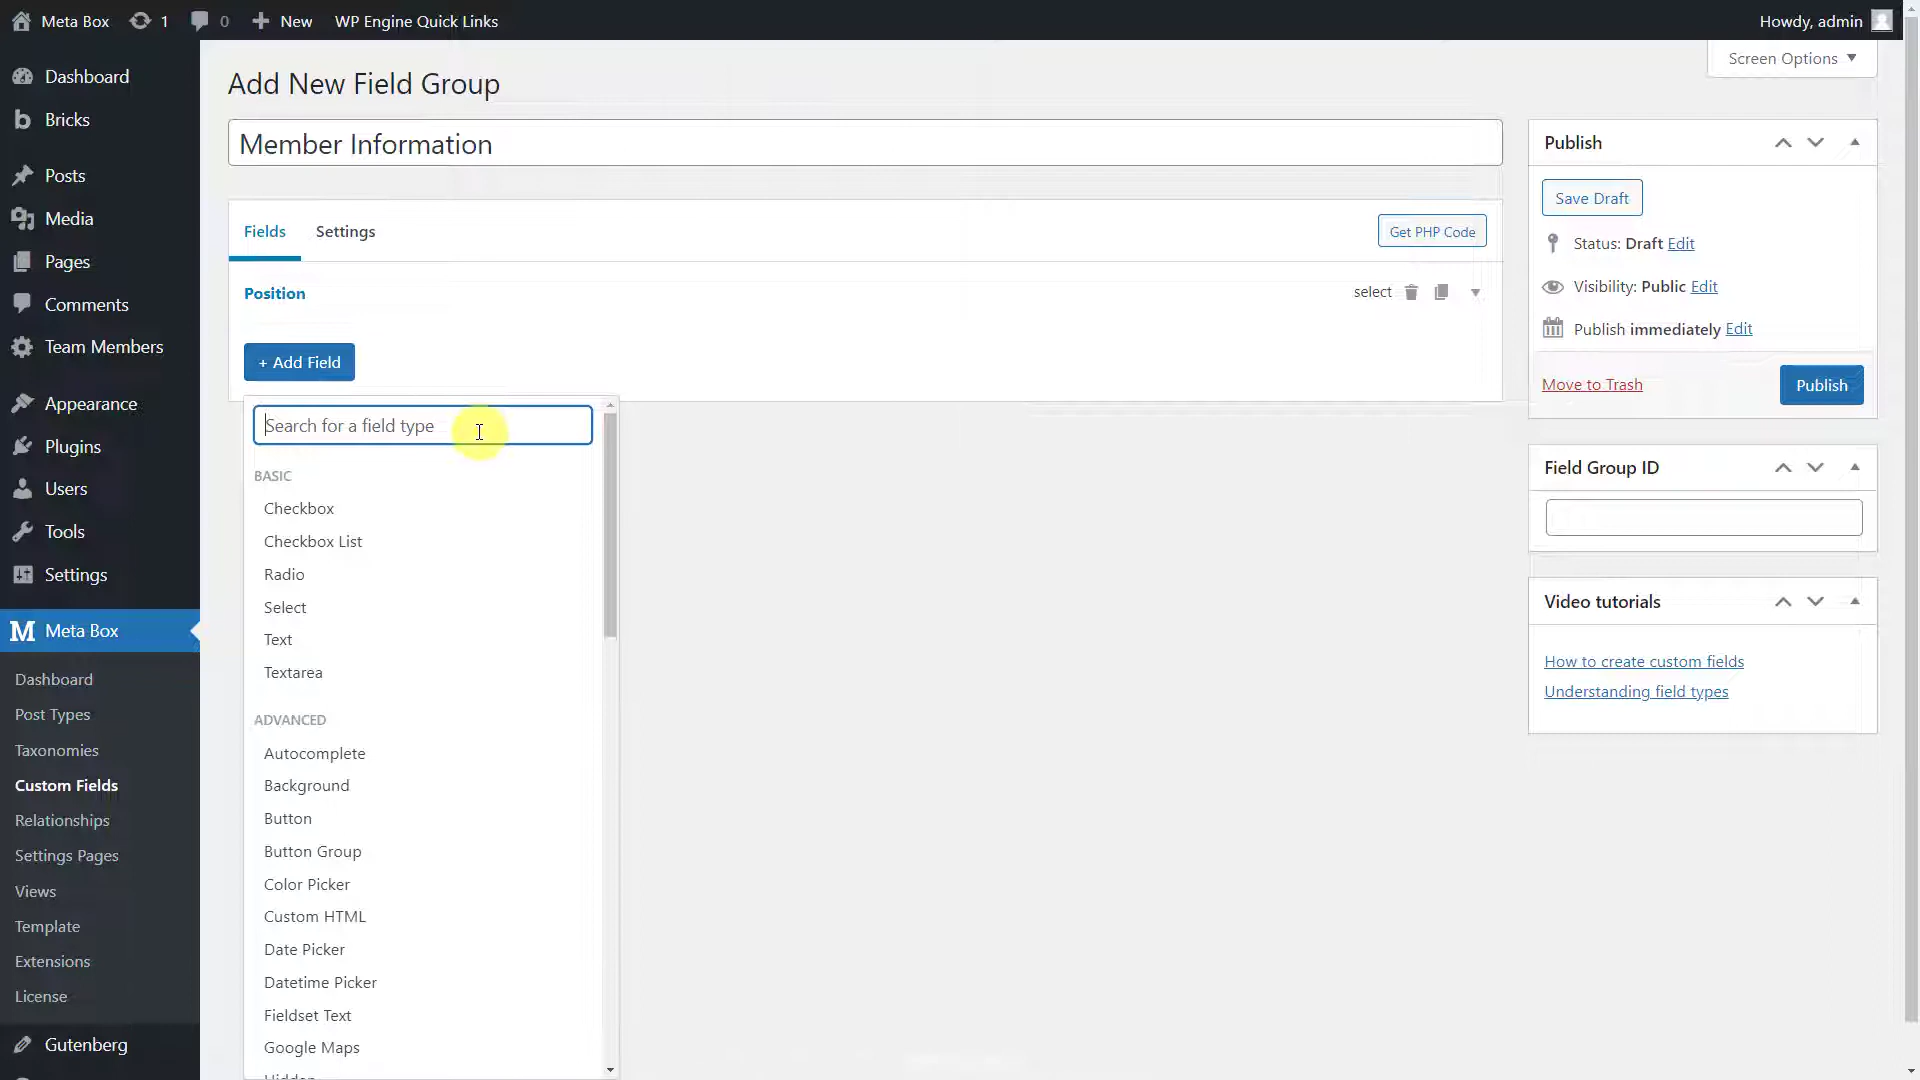 Meta Box
1
0
New
WP Engine Quick Links
Howdy, admin
Dashboard
Bricks
Posts
Media
Pages
Comments
Team Members
Appearance
Plugins
Users
Tools
Settings
Meta Box
Dashboard
Post Types
Taxonomies
Custom Fields
Relationships
Settings Pages
Views
Template
Extensions
License
Gutenberg
Screen Options
Add New Field Group
Member Information
Fields
Settings
Get PHP Code
Position
select
+ Add Field
Search for a field type
BASIC
Checkbox
Checkbox List
Radio
Select
Text
Textarea
ADVANCED
Autocomplete
Background
Button
Button Group
Color Picker
Custom HTML
Date Picker
Datetime Picker
Fieldset Text
Google Maps
Publish
Save Draft
Status: Draft Edit
Visibility: Public Edit
Publish immediately Edit
Move to Trash
Publish
Field Group ID
Video tutorials
How to create custom fields
Understanding field types